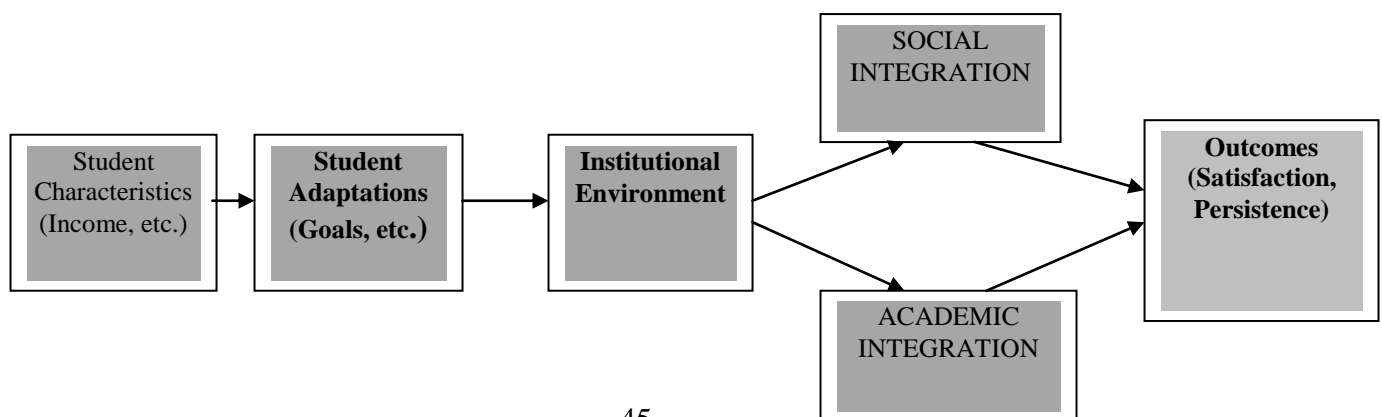 SOCIAL
INTEGRATION
Student
Characteristics
(Income, etc.)
Student
Adaptations
(Goals, etc.)
Institutional
Environment
Outcomes
(Satisfaction,
Persistence)
ACADEMIC
INTEGRATION
45